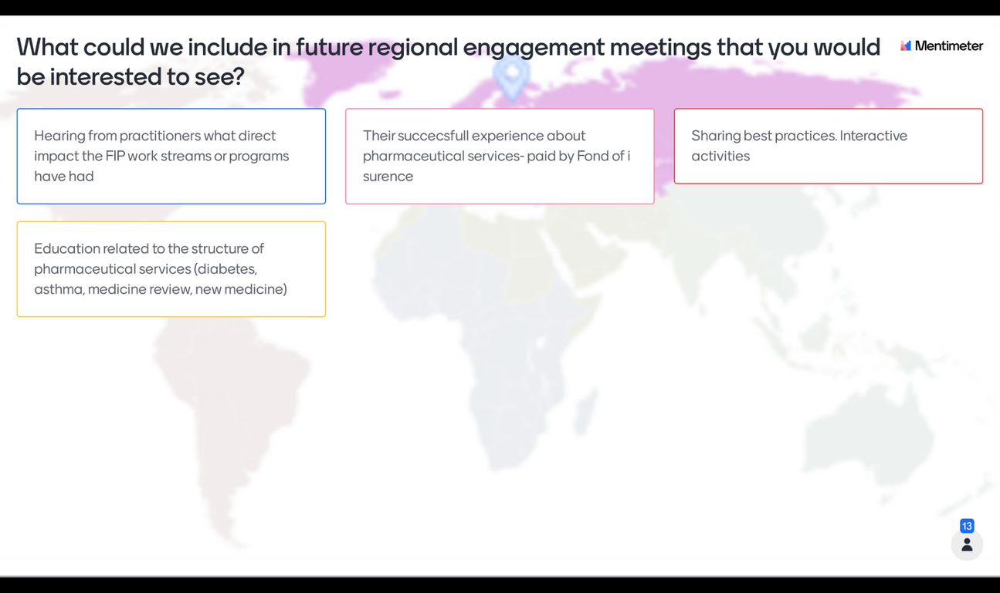 What could we include in future regional engagement meetings that you would
be interested to see?
Mentimeter
Hearing from practitioners what direct
impact the FIP work streams or programs
have had
Their succecsfull experience about
pharmaceutical services- paid by Fond of i
surence
Sharing best practices. Interactive
activities
Education related to the structure of
pharmaceutical services (diabetes,
asthma, medicine review, new medicine)
13